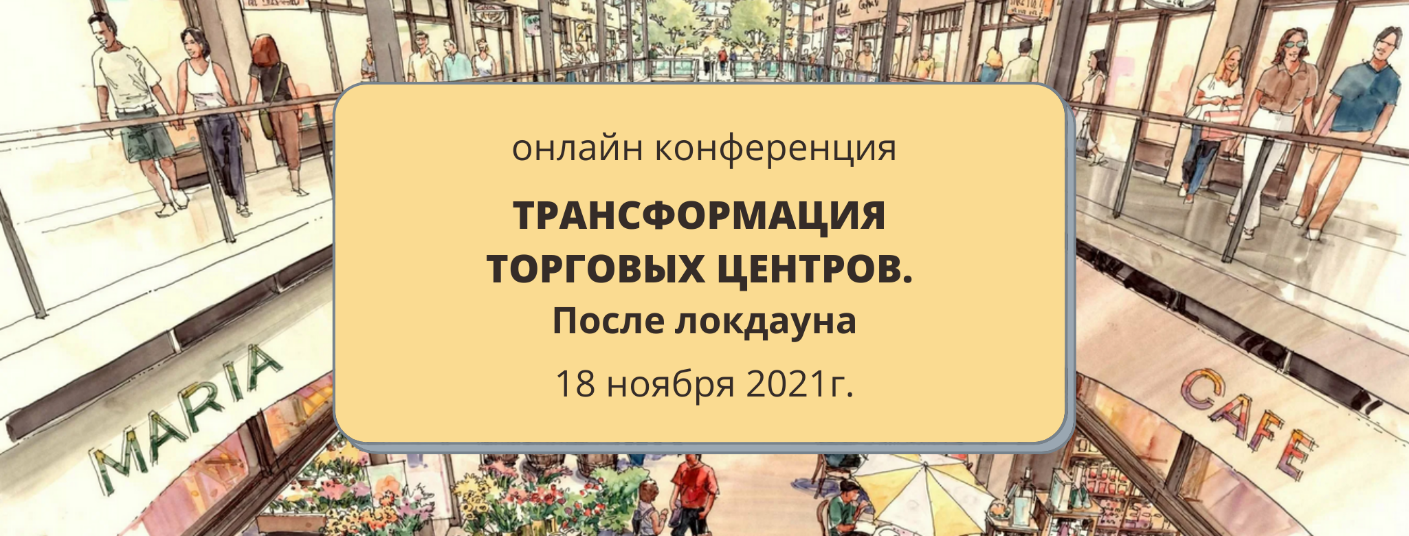 онлайн конференция
ТРАНСФОРМАЦИЯ
ТОРГОВЫХ ЦЕНТРОВ.
После локдауна
18 ноября 2021г.
MARIA
CAFE